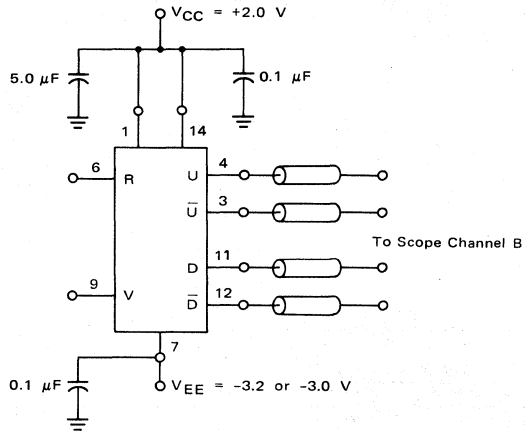 VCC = +2.0 V
5.0 µF
0.1 µF
1
14
6
R
U
4
U̅
3
To Scope Channel B
D
11
9
V
D̅
12
7
0.1 µF
VEE = -3.2 or -3.0 V